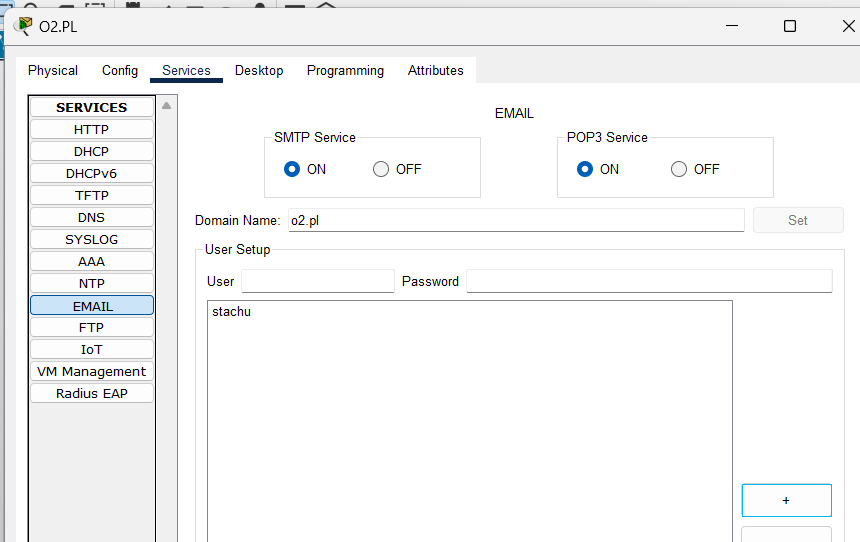 O2.PL
Physical Config Services Desktop Programming Attributes
SERVICES
HTTP
DHCP
DHCPv6
TFTP
DNS
SYSLOG
AAA
NTP
EMAIL
FTP
IoT
VM Management
Radius EAP
EMAIL
SMTP Service
ON OFF
POP3 Service
ON OFF
Domain Name: o2.pl Set
User Setup
User Password
stachu
+